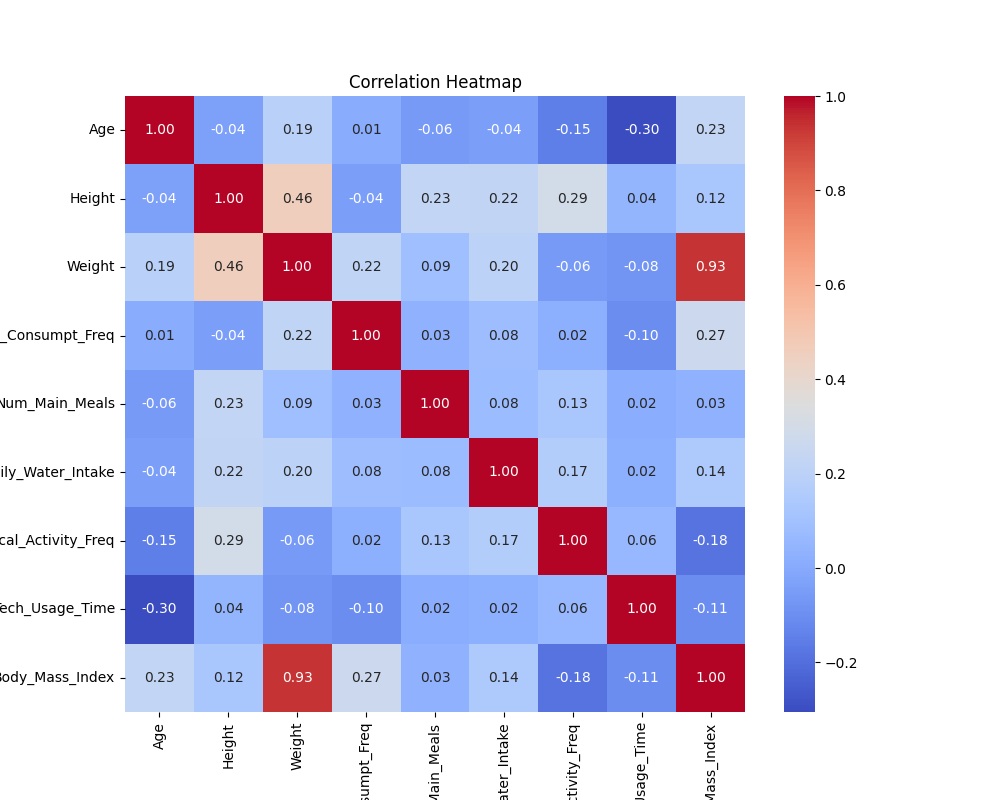 Correlation Heatmap
Age 1.00 -0.04 0.19 0.01 -0.06 -0.04 -0.15 -0.30 0.23
Height -0.04 1.00 0.46 -0.04 0.23 0.22 0.29 0.04 0.12
Weight 0.19 0.46 1.00 0.22 0.09 0.20 -0.06 -0.08 0.93
_Consumpt_Freq 0.01 -0.04 0.22 1.00 0.03 0.08 0.02 -0.10 0.27
Num_Main_Meals -0.06 0.23 0.09 0.03 1.00 0.08 0.13 0.02 0.03
ily_Water_Intake -0.04 0.22 0.20 0.08 0.08 1.00 0.17 0.02 0.14
cal_Activity_Freq -0.15 0.29 -0.06 0.02 0.13 0.17 1.00 0.06 -0.18
Tech_Usage_Time -0.30 0.04 -0.08 -0.10 0.02 0.02 0.06 1.00 -0.11
Body_Mass_Index 0.23 0.12 0.93 0.27 0.03 0.14 -0.18 -0.11 1.00
Age
Height
Weight
sumpt_Freq
Main_Meals
ater_Intake
ctivity_Freq
Usage_Time
Mass_Index
1.0
0.8
0.6
0.4
0.2
0.0
−0.2